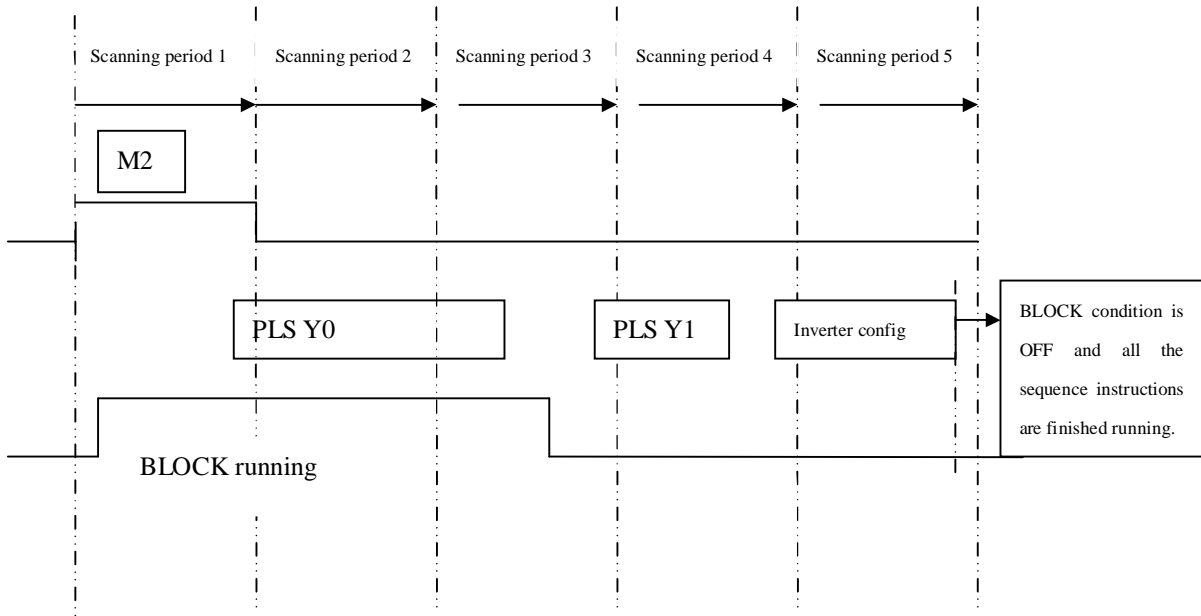 Scanning period 1
Scanning period 2
Scanning period 3
Scanning period 4
Scanning period 5
M2
PLS Y0
PLS Y1
Inverter config
BLOCK condition is
OFF and all the
sequence instructions
are finished running.
BLOCK running